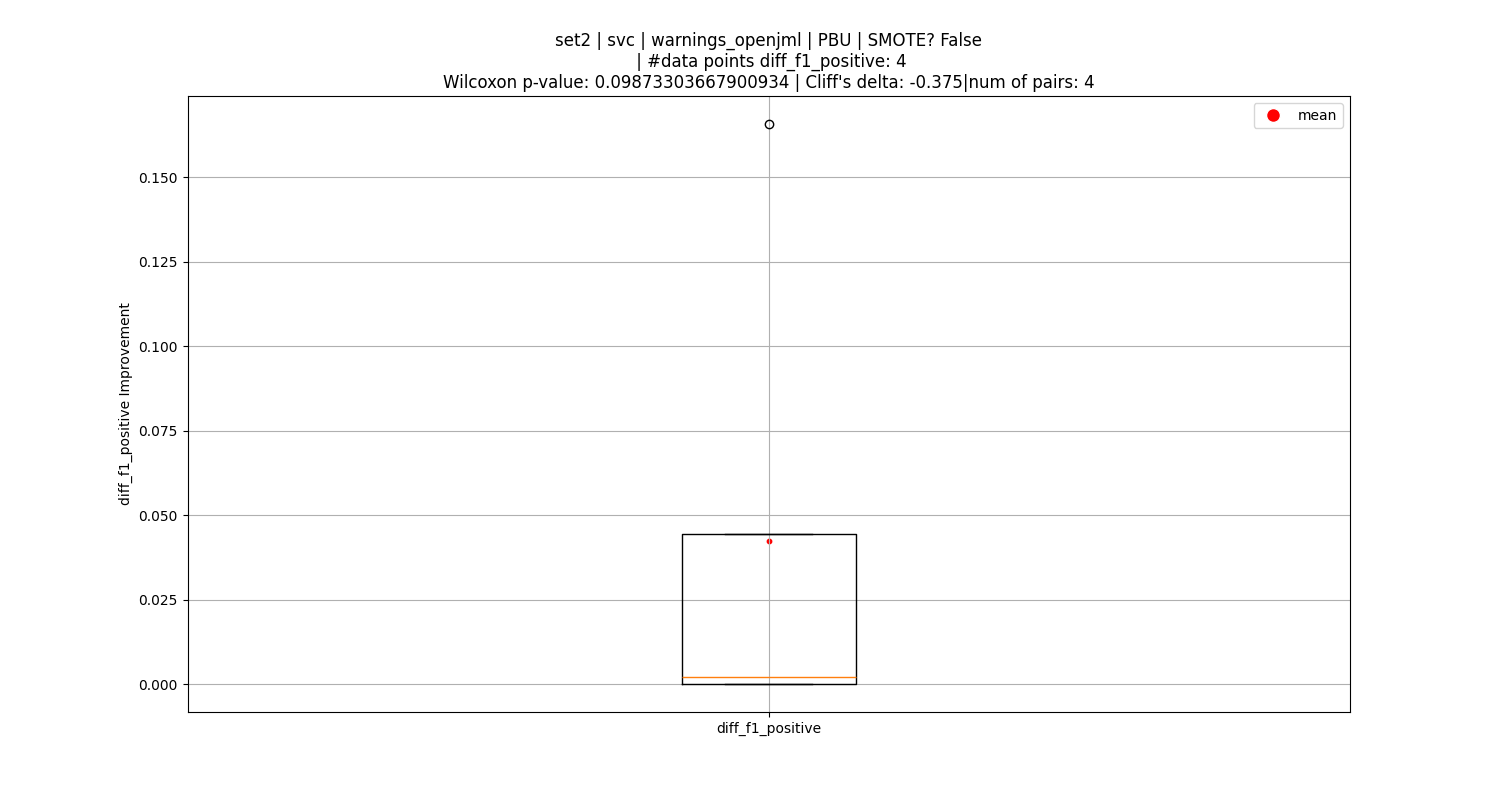 set2 | svc | warnings_openjml | PBU | SMOTE? False
| #data points diff_f1_positive: 4
Wilcoxon p-value: 0.09873303667900934 | Cliff's delta: -0.375|num of pairs: 4
mean
0.150
0.125
0.100
0.075
0.050
0.025
0.000
diff_f1_positive Improvement
diff_f1_positive